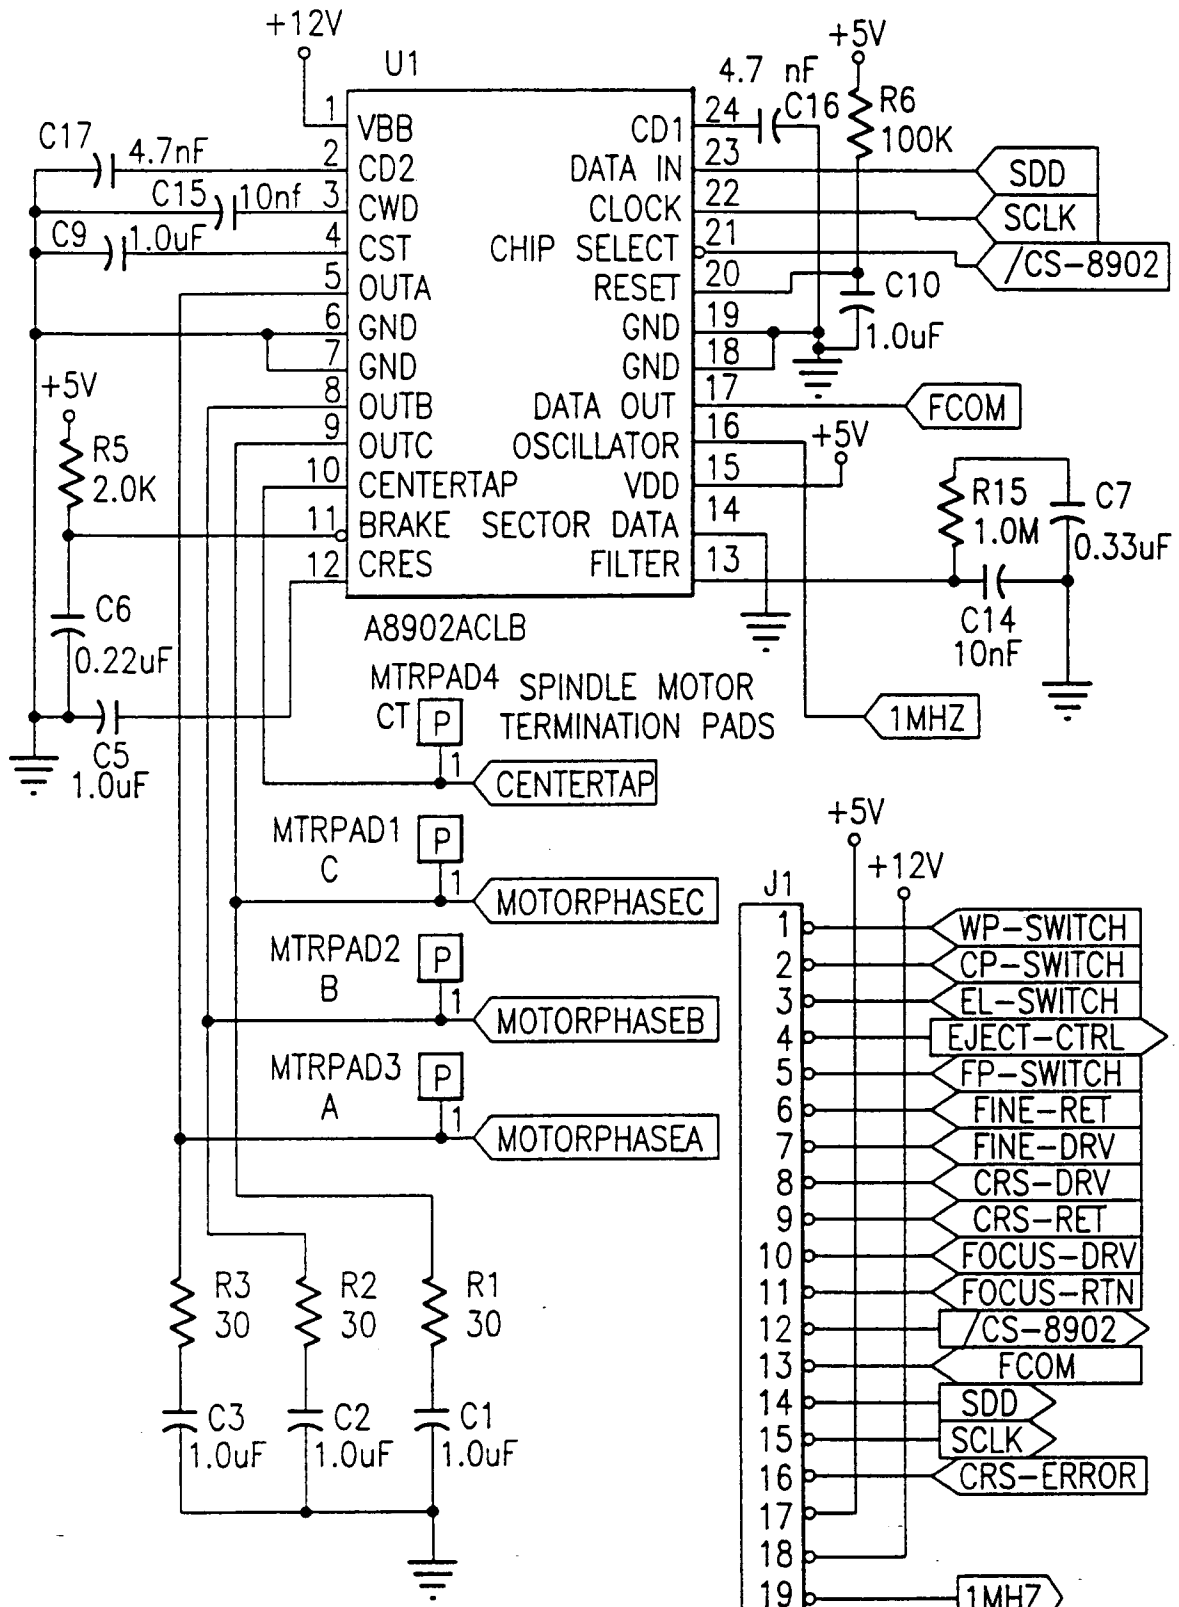 +12V
U1
4.7 nF
+5V
C16
R6
100K
1 VBB
CD1 24
C17
4.7nF
2 CD2
DATA IN 23
SDD
C15
10nf
3 CWD
CLOCK 22
SCLK
C9
1.0uF
4 CST
CHIP SELECT 21
/CS-8902
5 OUTA
RESET 20
C10
1.0uF
6 GND
GND 19
7 GND
GND 18
8 OUTB
DATA OUT 17
FCOM
9 OUTC
OSCILLATOR 16
10 CENTERTAP
VDD 15
+5V
11 BRAKE
SECTOR DATA 14
12 CRES
FILTER 13
+5V
R5
2.0K
R15
1.0M
C7
0.33uF
C14
10nF
C6
0.22uF
A8902ACLB
C5
1.0uF
1MHZ
MTRPAD4
CT
P
1
SPINDLE MOTOR
TERMINATION PADS
CENTERTAP
MTRPAD1
C
P
1
MOTORPHASEC
MTRPAD2
B
P
1
MOTORPHASEB
MTRPAD3
A
P
1
MOTORPHASEA
R3
30
R2
30
R1
30
C3
1.0uF
C2
1.0uF
C1
1.0uF
+5V
+12V
J1
1 WP-SWITCH
2 CP-SWITCH
3 EL-SWITCH
4 EJECT-CTRL
5 FP-SWITCH
6 FINE-RET
7 FINE-DRV
8 CRS-DRV
9 CRS-RET
10 FOCUS-DRV
11 FOCUS-RTN
12 /CS-8902
13 FCOM
14 SDD
15 SCLK
16 CRS-ERROR
17
18
19 1MHZ